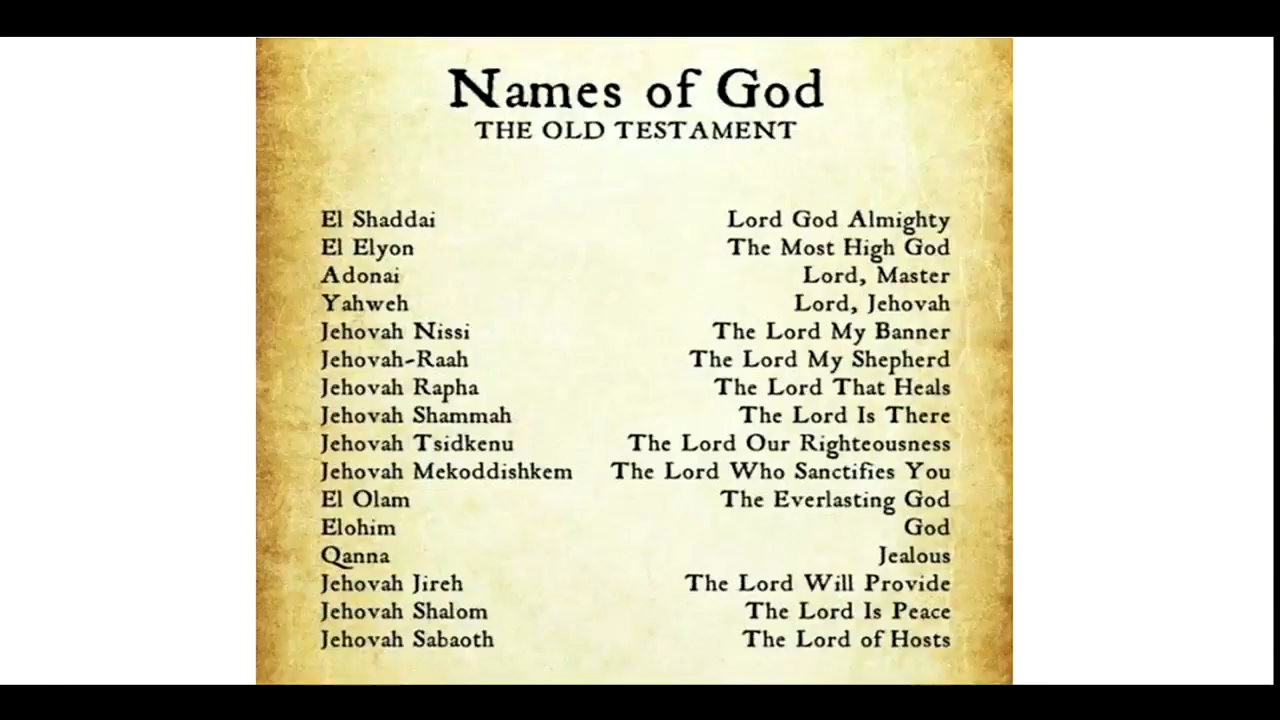 Names of God
THE OLD TESTAMENT
El Shaddai Lord God Almighty
El Elyon The Most High God
Adonai Lord, Master
Yahweh Lord, Jehovah
Jehovah Nissi The Lord My Banner
Jehovah-Raah The Lord My Shepherd
Jehovah Rapha The Lord That Heals
Jehovah Shammah The Lord Is There
Jehovah Tsidkenu The Lord Our Righteousness
Jehovah Mekoddishkem The Lord Who Sanctifies You
El Olam The Everlasting God
Elohim God
Qanna Jealous
Jehovah Jireh The Lord Will Provide
Jehovah Shalom The Lord Is Peace
Jehovah Sabaoth The Lord of Hosts